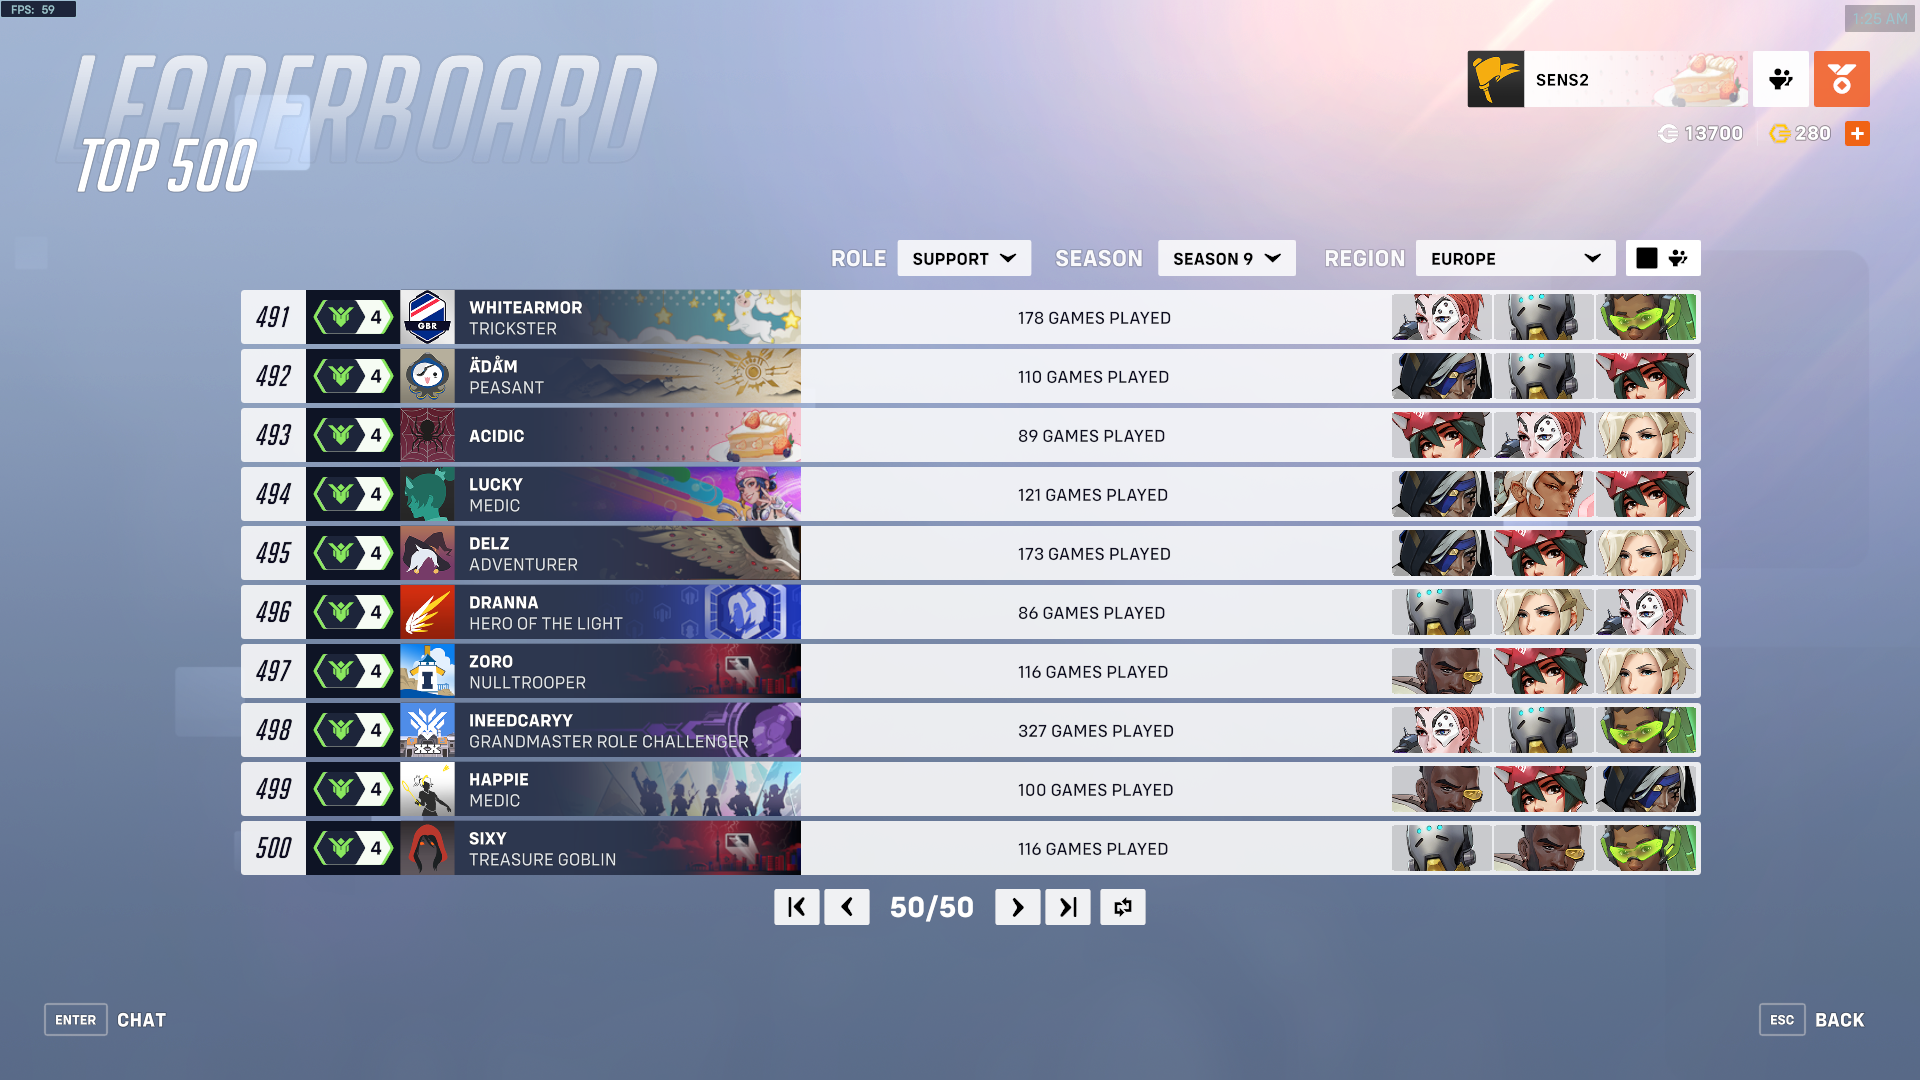 FPS: 59
1:25 AM
LEADERBOARD
TOP 500
SENS2
13700
280
ROLE SUPPORT SEASON SEASON 9 REGION EUROPE
491 4 GBR WHITEARMOR
TRICKSTER
178 GAMES PLAYED
492 4 ÄDÅM
PEASANT
110 GAMES PLAYED
493 4 ACIDIC
89 GAMES PLAYED
494 4 LUCKY
MEDIC
121 GAMES PLAYED
495 4 DELZ
ADVENTURER
173 GAMES PLAYED
496 4 DRANNA
HERO OF THE LIGHT
86 GAMES PLAYED
497 4 ZORO
NULLTROOPER
116 GAMES PLAYED
498 4 INEEDCARYY
GRANDMASTER ROLE CHALLENGER
327 GAMES PLAYED
499 4 HAPPIE
MEDIC
100 GAMES PLAYED
500 4 SIXY
TREASURE GOBLIN
116 GAMES PLAYED
50/50
ENTER CHAT
ESC BACK